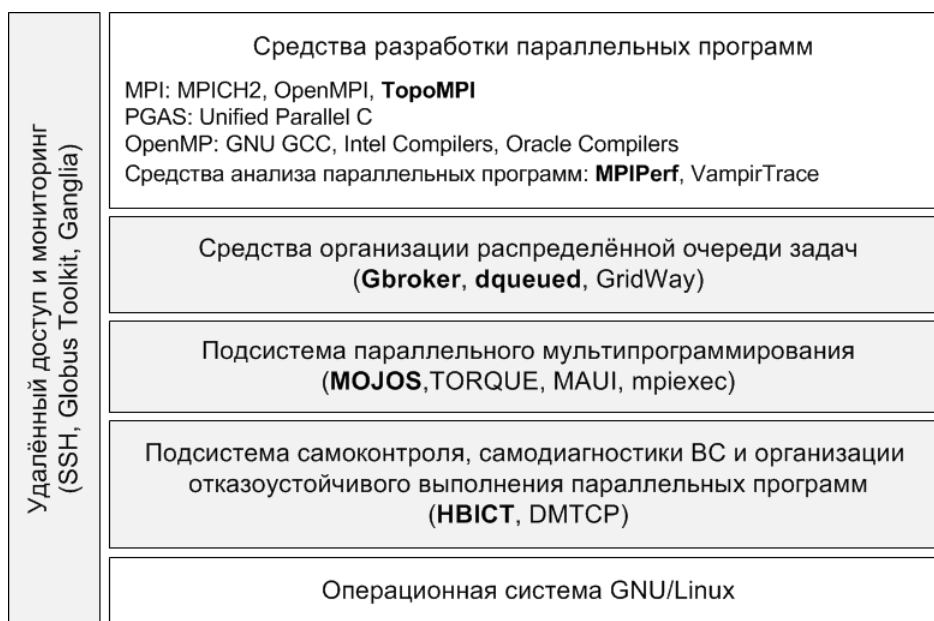 Удалённый доступ и мониторинг
(SSH, Globus Toolkit, Ganglia)
Средства разработки параллельных программ
MPI: MPICH2, OpenMPI, TopoMPI
PGAS: Unified Parallel C
OpenMP: GNU GCC, Intel Compilers, Oracle Compilers
Средства анализа параллельных программ: MPIPerf, VampirTrace
Средства организации распределённой очереди задач
(Gbroker, dqueued, GridWay)
Подсистема параллельного мультипрограммирования
(MOJOS,TORQUE, MAUI, mpiexec)
Подсистема самоконтроля, самодиагностики ВС и организации
отказоустойчивого выполнения параллельных программ
(HBICT, DMTCP)
Операционная система GNU/Linux